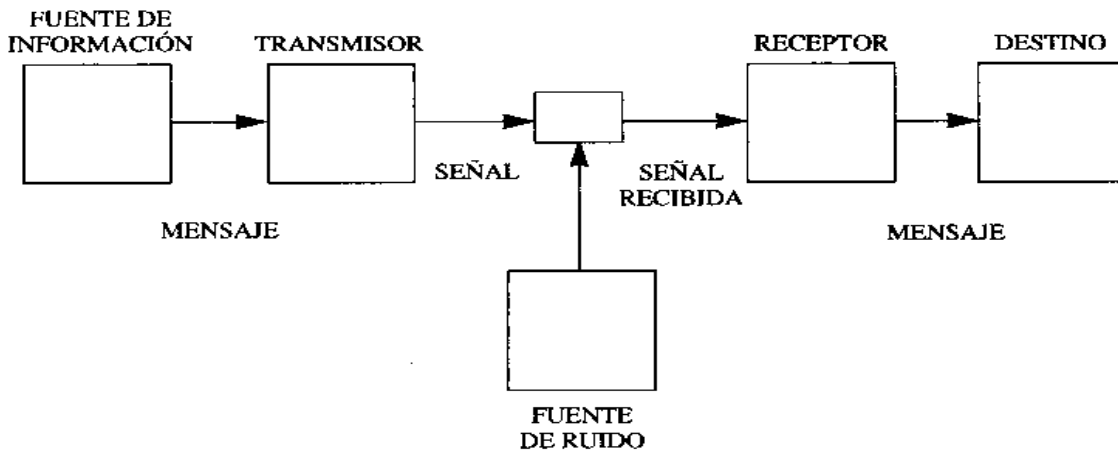 FUENTE DE
INFORMACIÓN
TRANSMISOR
RECEPTOR
DESTINO
SEÑAL
SEÑAL
RECIBIDA
MENSAJE
MENSAJE
FUENTE
DE RUIDO